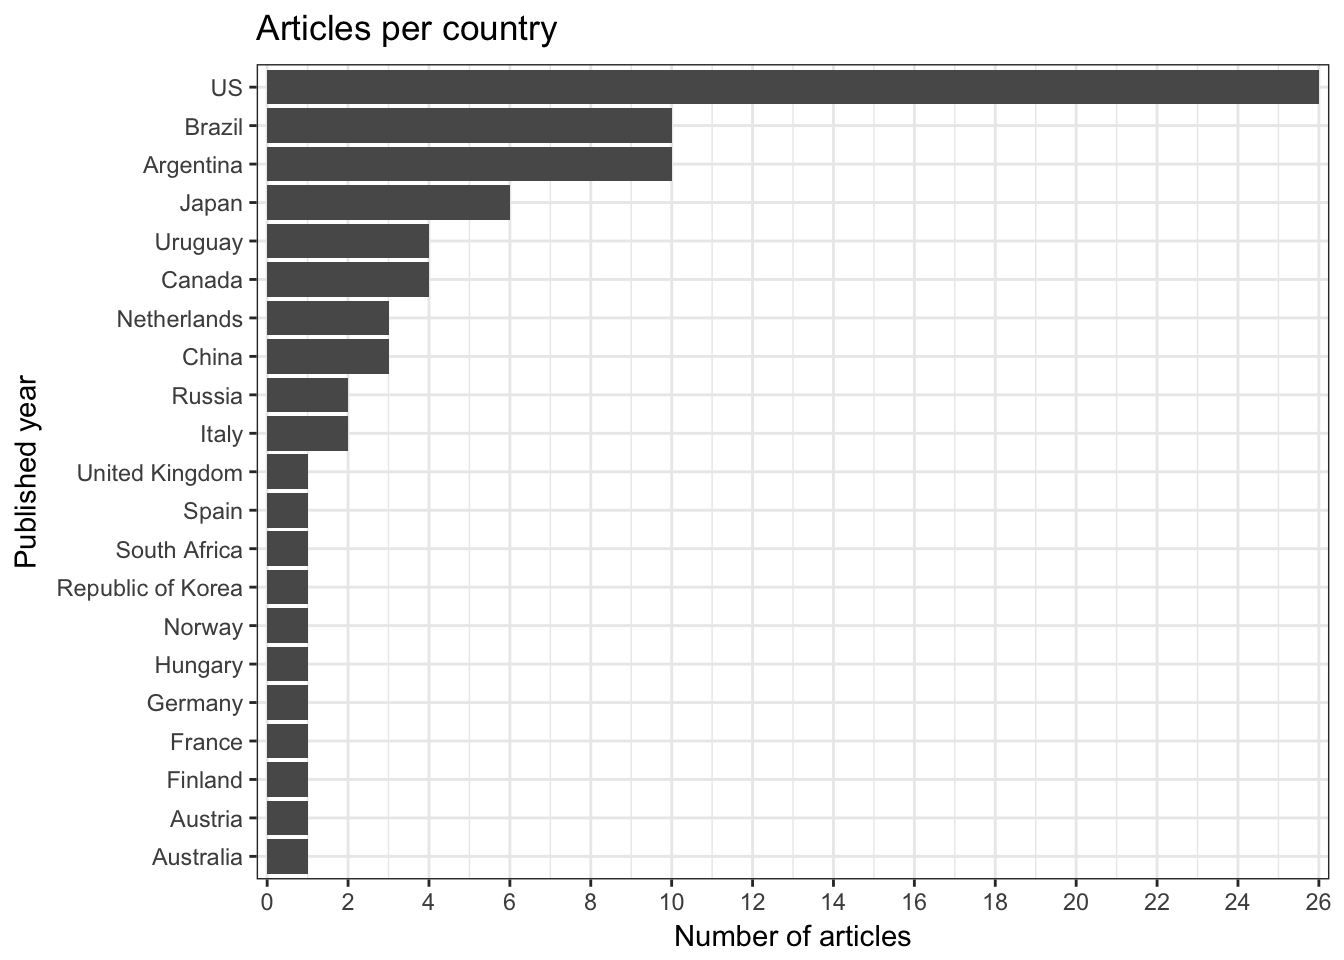 Articles per country
US
Brazil
Argentina
Japan
Uruguay
Canada
Netherlands
China
Russia
Italy
United Kingdom
Spain
South Africa
Republic of Korea
Norway
Hungary
Germany
France
Finland
Austria
Australia
Published year
0 2 4 6 8 10 12 14 16 18 20 22 24 26
Number of articles